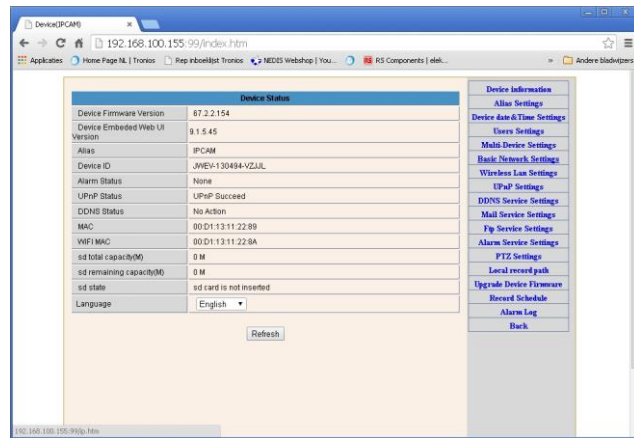 Device(IPCAM)
192.168.100.155:99/index.htm
Applicaties Home Page NL | Tronios Rep inboeklijst Tronios NEDIS Webshop | You... RS Components | elek... » Andere bladwijzers
Device Status
Device Firmware Version 67.2.2.154
Device Embeded Web UI Version 9.1.5.45
Alias IPCAM
Device ID JWEV-130494-VZJJL
Alarm Status None
UPnP Status UPnP Succeed
DDNS Status No Action
MAC 00:D1:13:11:22:89
WIFI MAC 00:D1:13:11:22:8A
sd total capacity(M) 0 M
sd remaining capacity(M) 0 M
sd state sd card is not inserted
Language English
Refresh
Device information
Alias Settings
Device date&Time Settings
Users Settings
Multi-Device Settings
Basic Network Settings
Wireless Lan Settings
UPnP Settings
DDNS Service Settings
Mail Service Settings
Ftp Service Settings
Alarm Service Settings
PTZ Settings
Local record path
Upgrade Device Firmware
Record Schedule
Alarm Log
Back
192.168.100.155:99/ip.htm